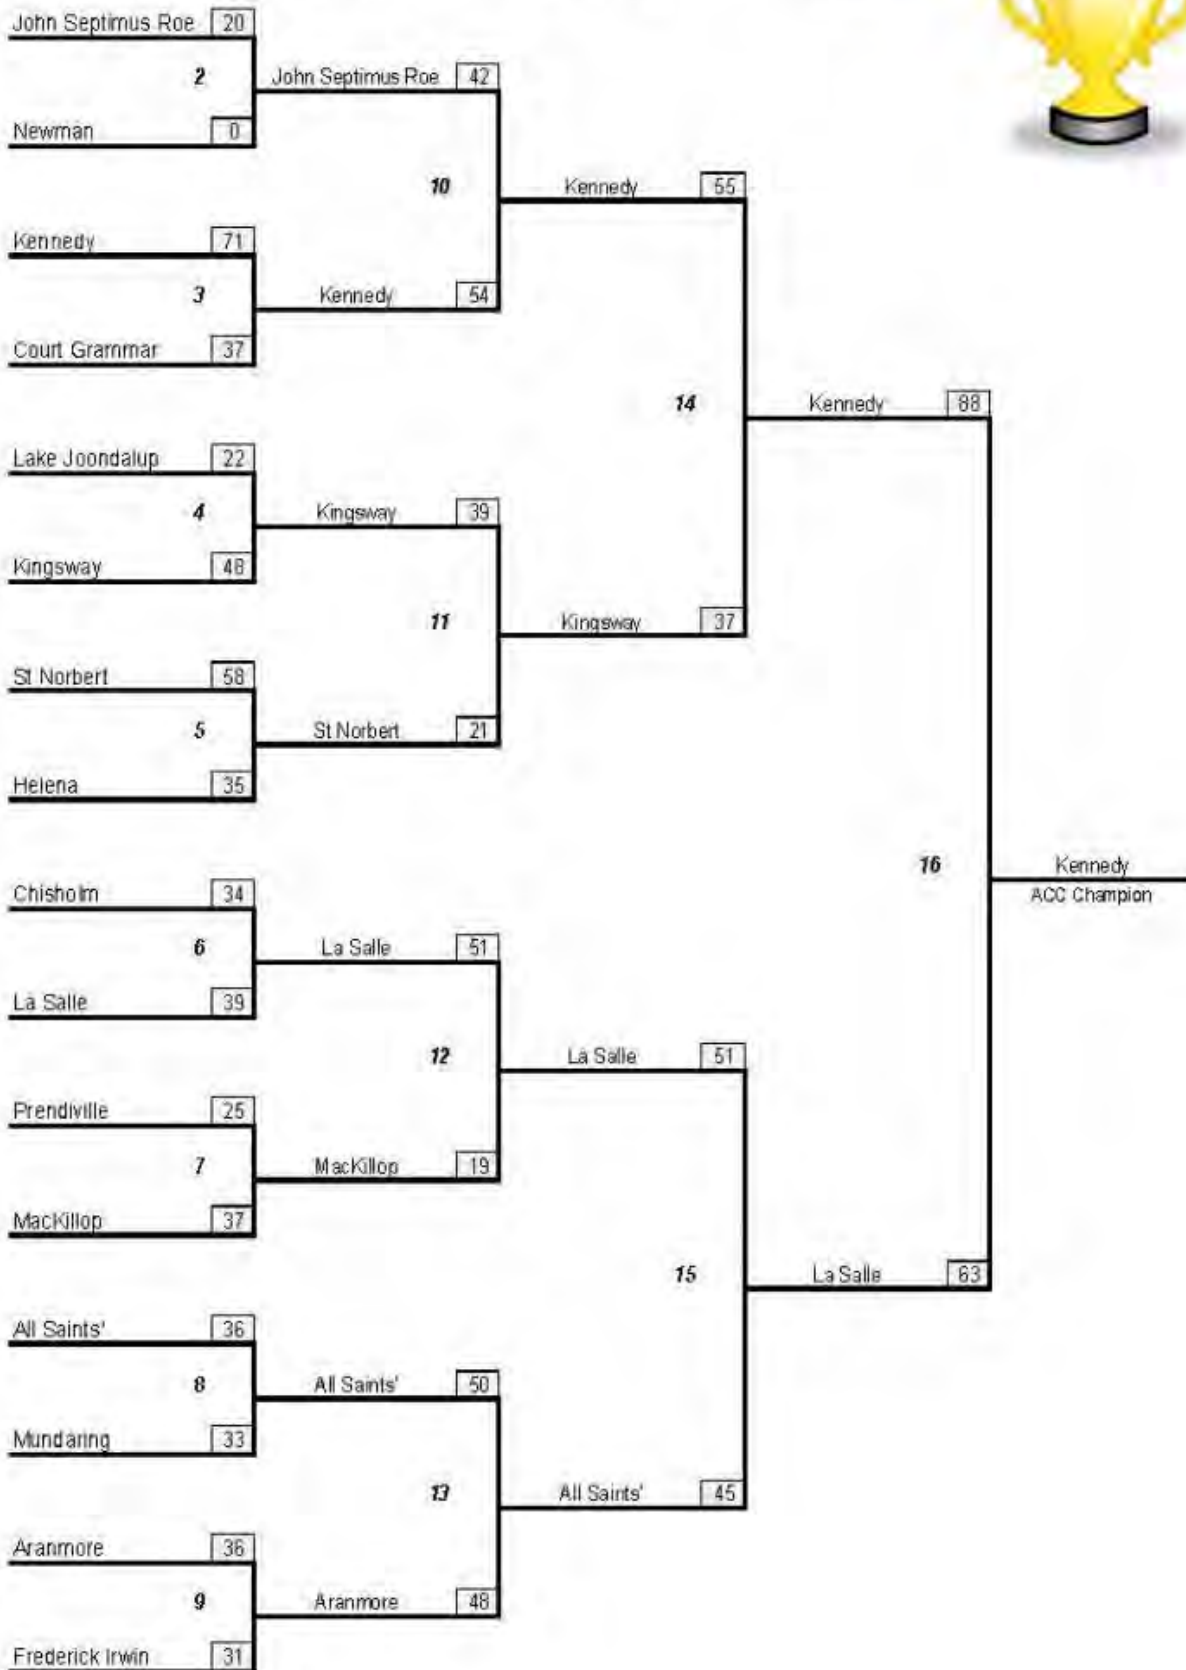 John Septimus Roe 20
2
John Septimus Roe 42
Newman 0
10
Kennedy 55
Kennedy 71
3
Kennedy 54
Court Grammar 37
14
Kennedy 88
Lake Joondalup 22
4
Kingsway 39
Kingsway 48
11
Kingsway 37
St Norbert 58
5
St Norbert 21
Helena 35
16
Kennedy
ACC Champion
Chisholm 34
6
La Salle 51
La Salle 39
12
La Salle 51
Prendiville 25
7
MacKillop 19
MacKillop 37
15
La Salle 63
All Saints' 36
8
All Saints' 50
Mundaring 33
13
All Saints' 45
Aranmore 36
9
Aranmore 48
Frederick Irwin 31